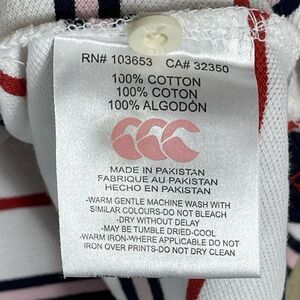 RN# 103653 CA# 32350
100% COTTON
100% COTON
100% ALGODÓN
MADE IN PAKISTAN
FABRIQUE AU PAKISTAN
HECHO EN PAKISTAN
-WARM GENTLE MACHINE WASH WITH
SIMILAR COLOURS-DO NOT BLEACH
-DRY WITHOUT DELAY
-MAY BE TUMBLE DRIED-COOL
-WARM IRON-WHERE APPLICABLE DO NOT
IRON OVER PRINTS-DO NOT DRY CLEAN